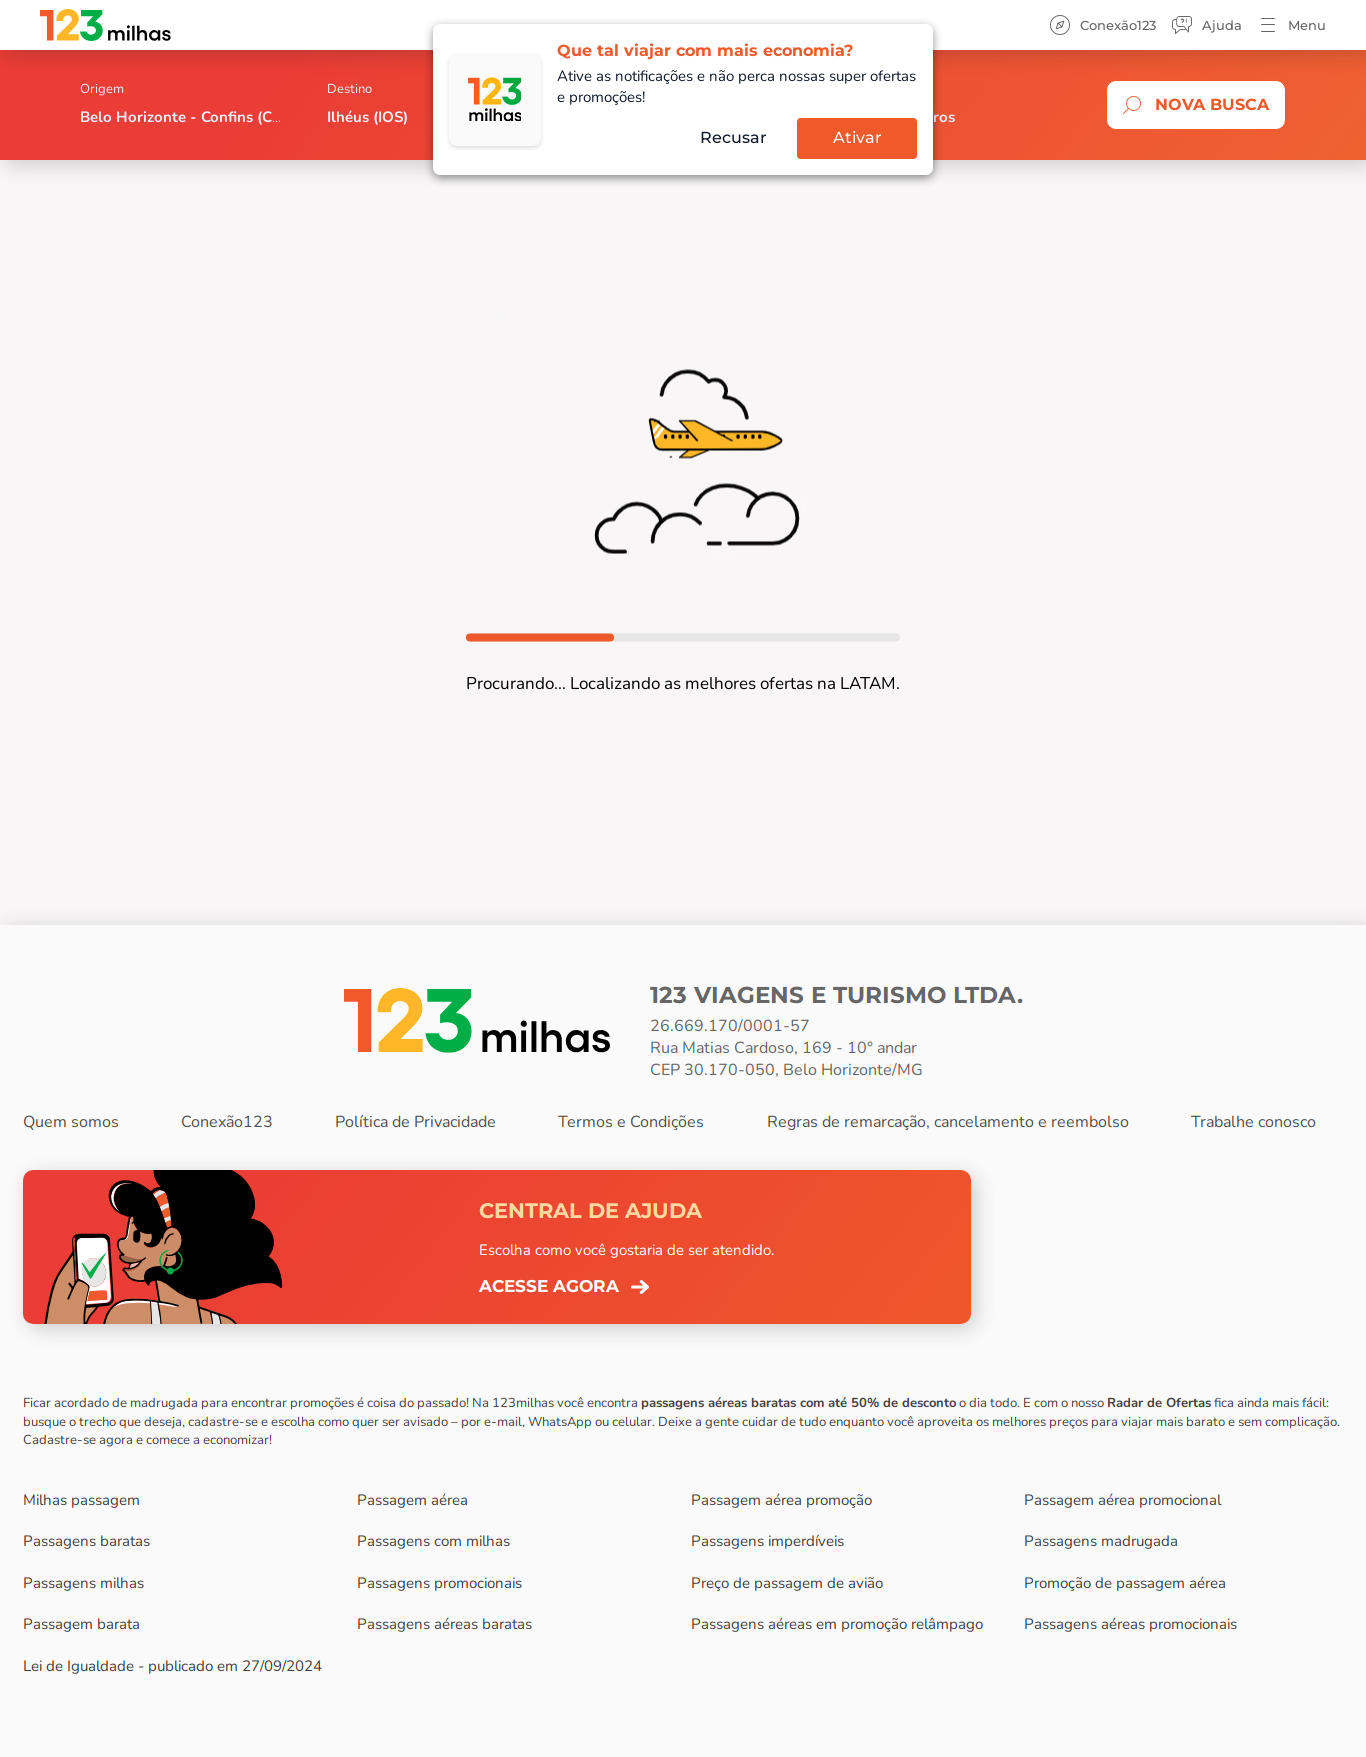 123 milhas
Conexão123
Ajuda
Menu
Origem
Belo Horizonte - Confins (C...
Destino
Ilhéus (IOS)
NOVA BUSCA
123
milhas
Que tal viajar com mais economia?
Ative as notificações e não perca nossas super ofertas
e promoções!
Recusar
Ativar
Procurando... Localizando as melhores ofertas na LATAM.
123 milhas
123 VIAGENS E TURISMO LTDA.
26.669.170/0001-57
Rua Matias Cardoso, 169 - 10° andar
CEP 30.170-050, Belo Horizonte/MG
Quem somos
Conexão123
Política de Privacidade
Termos e Condições
Regras de remarcação, cancelamento e reembolso
Trabalhe conosco
CENTRAL DE AJUDA
Escolha como você gostaria de ser atendido.
ACESSE AGORA
Ficar acordado de madrugada para encontrar promoções é coisa do passado! Na 123milhas você encontra passagens aéreas baratas com até 50% de desconto o dia todo. E com o nosso Radar de Ofertas fica ainda mais fácil:
busque o trecho que deseja, cadastre-se e escolha como quer ser avisado – por e-mail, WhatsApp ou celular. Deixe a gente cuidar de tudo enquanto você aproveita os melhores preços para viajar mais barato e sem complicação.
Cadastre-se agora e comece a economizar!
Milhas passagem
Passagem aérea
Passagem aérea promoção
Passagem aérea promocional
Passagens baratas
Passagens com milhas
Passagens imperdíveis
Passagens madrugada
Passagens milhas
Passagens promocionais
Preço de passagem de avião
Promoção de passagem aérea
Passagem barata
Passagens aéreas baratas
Passagens aéreas em promoção relâmpago
Passagens aéreas promocionais
Lei de Igualdade - publicado em 27/09/2024